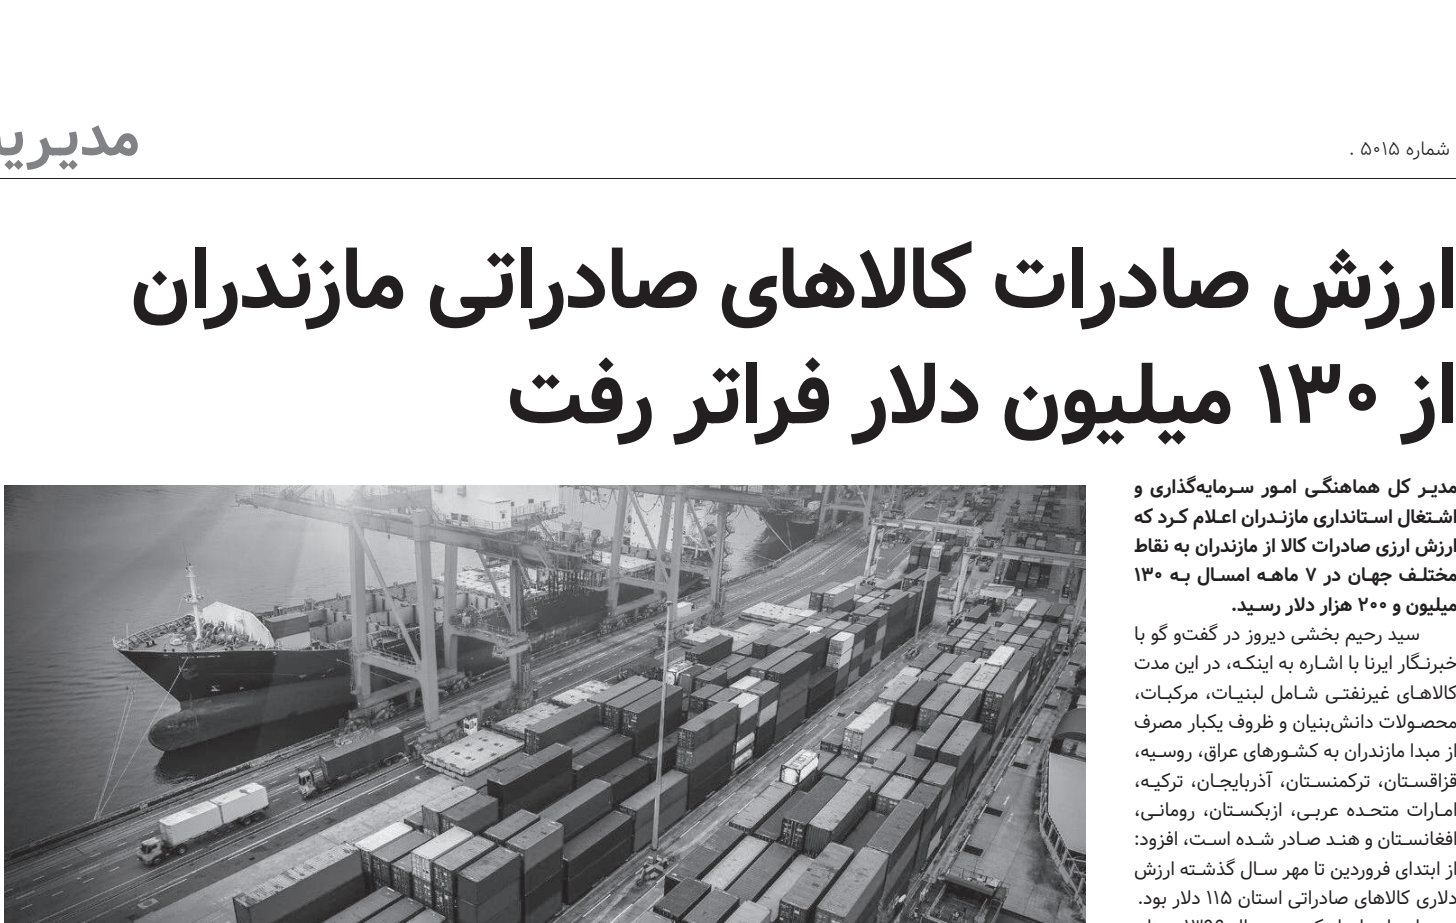 شماره ۵۰۱۵ .
ارزش صادرات کالاهای صادراتی مازندران
از ۱۳۰ میلیون دلار فراتر رفت
مدیر کل هماهنگی امور سرمایه‌گذاری و
اشتغال استانداری مازندران اعلام کرد که
ارزش ارزی صادرات کالا از مازندران به نقاط
مختلف جهان در ۷ ماهه امسال به ۱۳۰
میلیون و ۲۰۰ هزار دلار رسید.
سید رحیم بخشی دیروز در گفت‌و گو با
خبرنگار ایرنا با اشاره به اینکه، در این مدت
کالاهای غیرنفتی شامل لبنیات، مرکبات،
محصولات دانش‌بنیان و ظروف یکبار مصرف
از مبدا مازندران به کشورهای عراق، روسیه،
قزاقستان، ترکمنستان، آذربایجان، ترکیه،
امارات متحده عربی، ازبکستان، رومانی،
افغانستان و هند صادر شده است، افزود:
از ابتدای فروردین تا مهر سال گذشته ارزش
دلاری کالاهای صادراتی استان ۱۱۵ دلار بود.